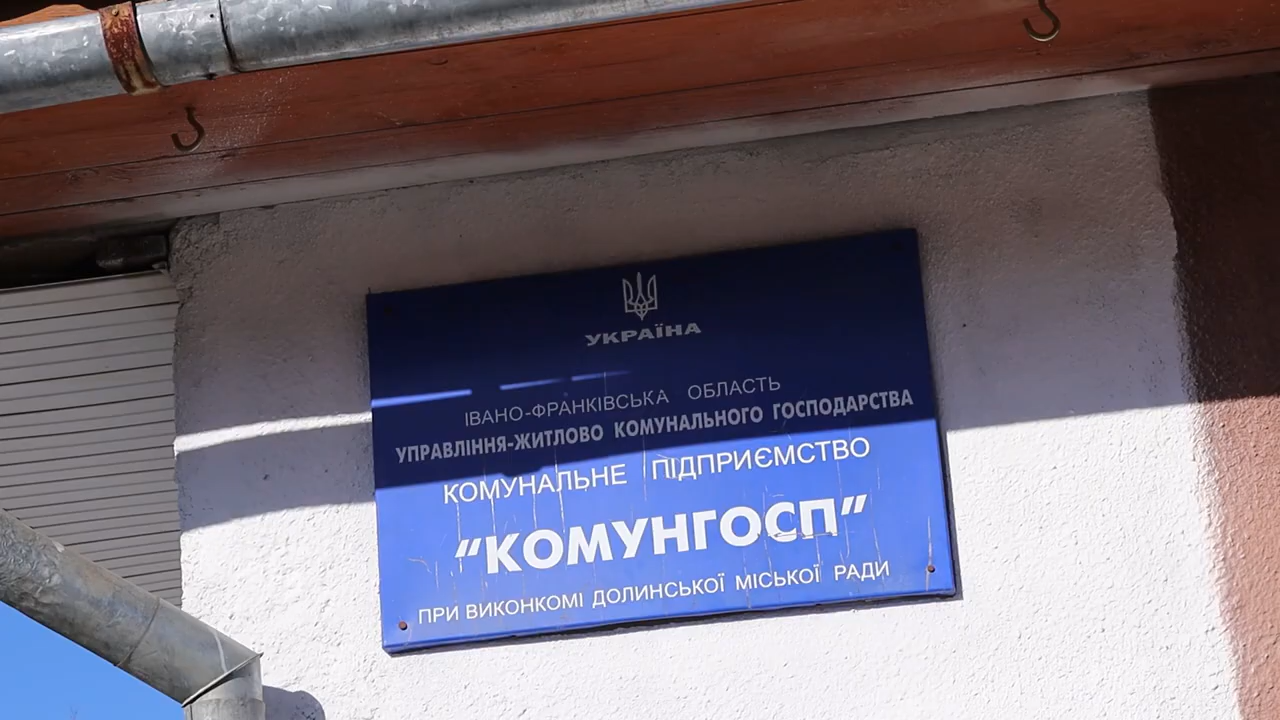 УКРАЇНА
ІВАНО-ФРАНКІВСЬКА ОБЛАСТЬ
УПРАВЛІННЯ-ЖИТЛОВО КОМУНАЛЬНОГО ГОСПОДАРСТВА
КОМУНАЛЬНЕ ПІДПРИЄМСТВО
“КОМУНГОСП”
ПРИ ВИКОНКОМІ ДОЛИНСЬКОЇ МІСЬКОЇ РАДИ